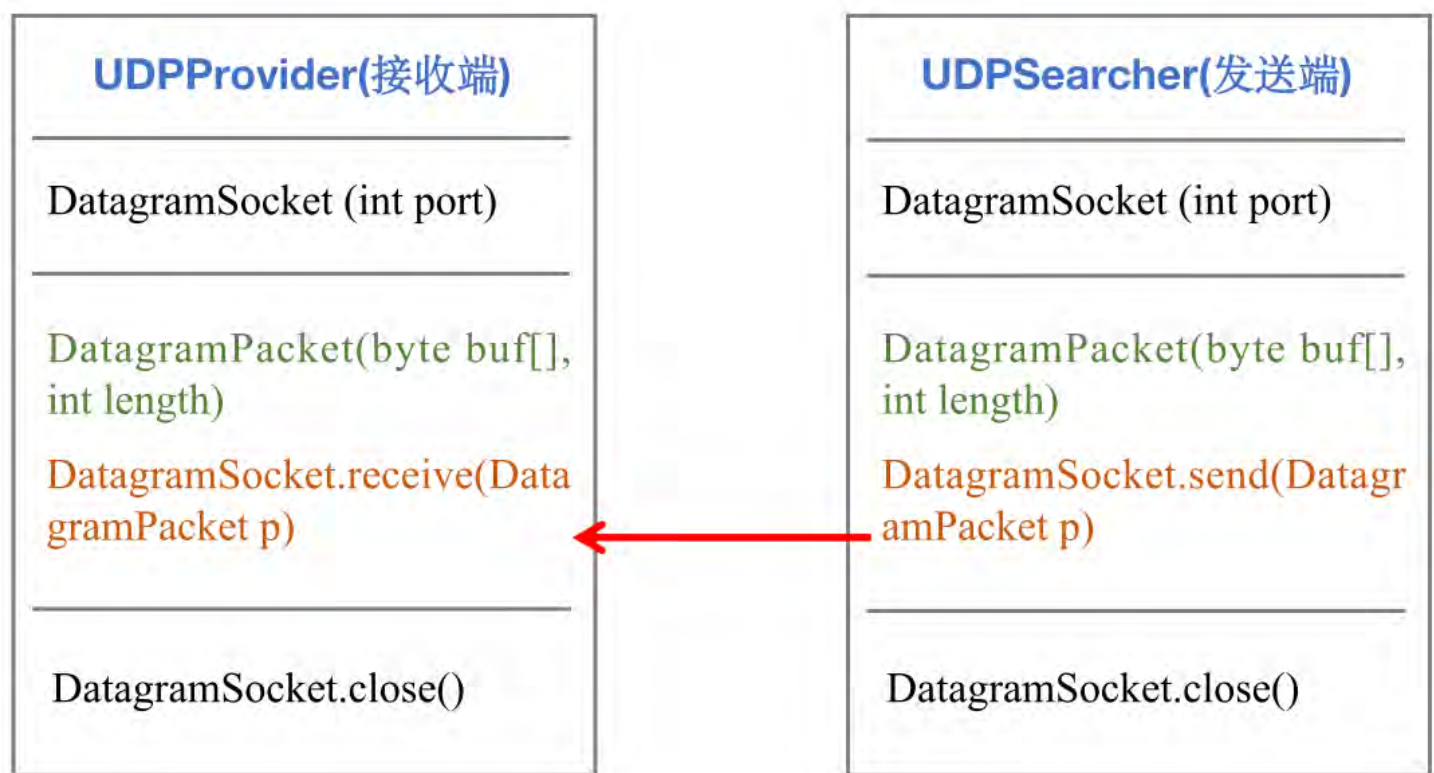 UDPProvider(接收端)
DatagramSocket (int port)
DatagramPacket(byte buf[],
int length)
DatagramSocket.receive(Data
gramPacket p)
DatagramSocket.close()
UDPSearcher(发送端)
DatagramSocket (int port)
DatagramPacket(byte buf[],
int length)
DatagramSocket.send(Datagr
amPacket p)
DatagramSocket.close()